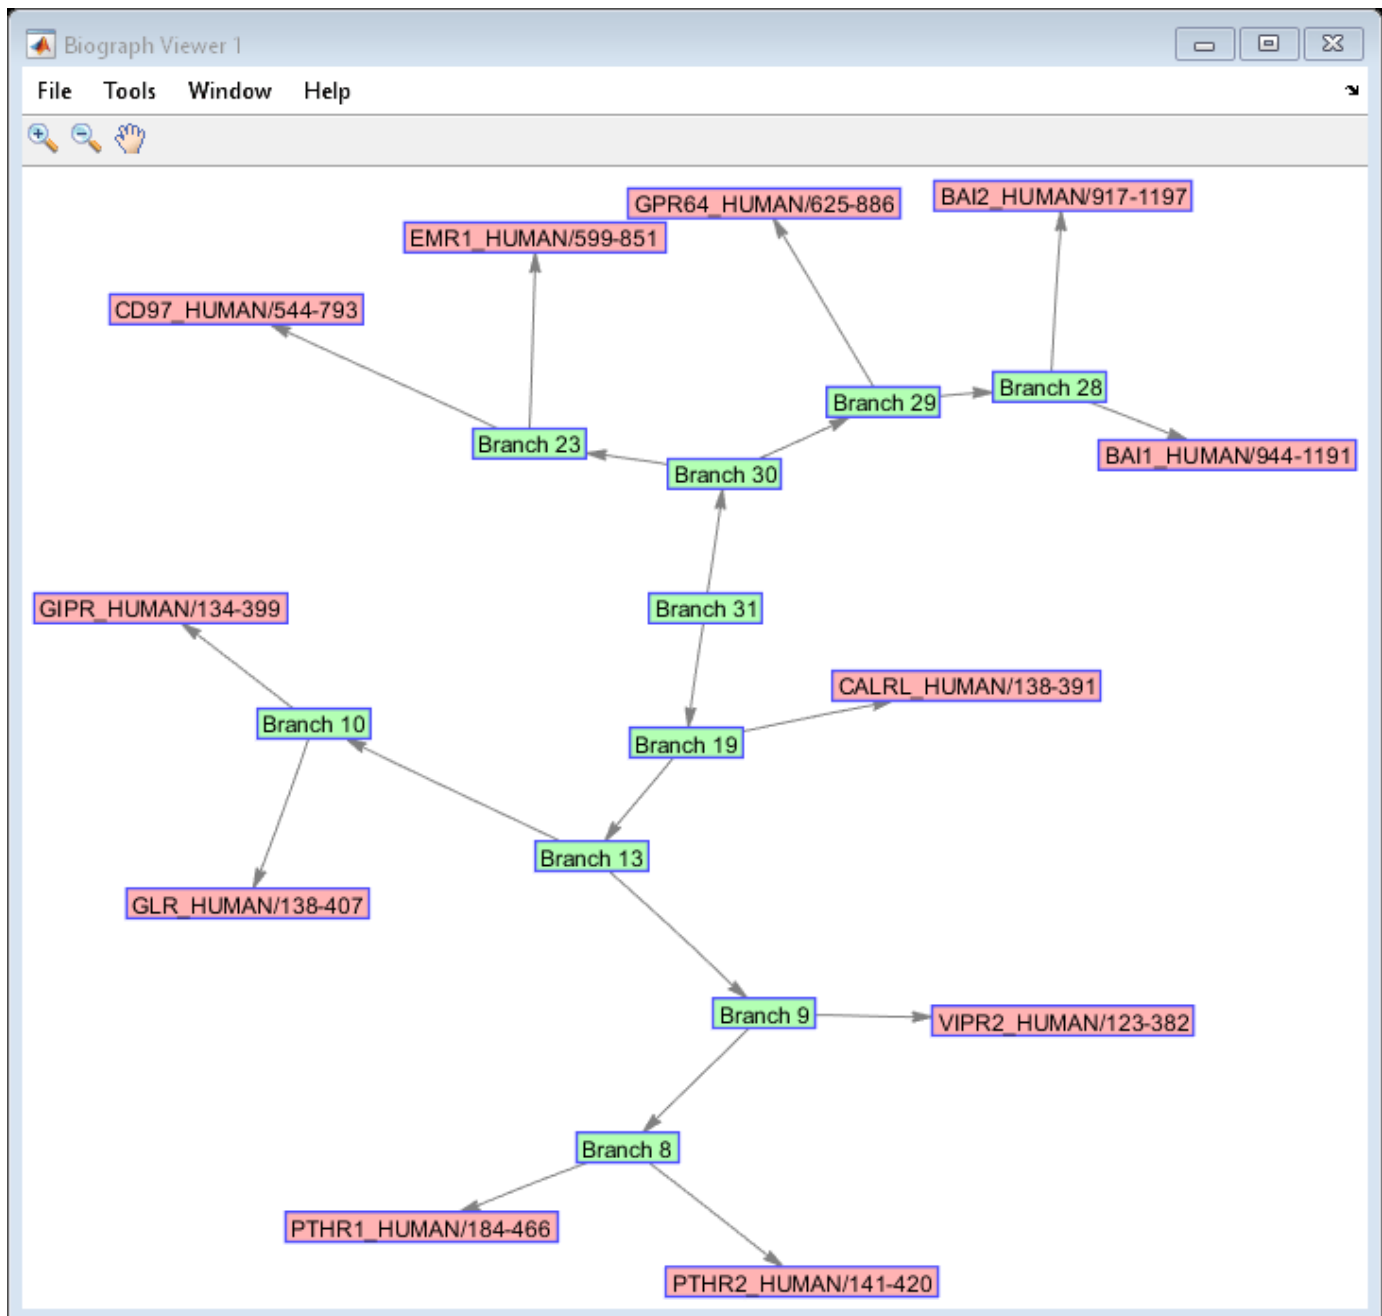 Biograph Viewer 1
File Tools Window Help
BAI2_HUMAN/917-1197
GPR64_HUMAN/625-886
EMR1_HUMAN/599-851
CD97_HUMAN/544-793
Branch 28
Branch 29
Branch 23
BAI1_HUMAN/944-1191
Branch 30
GIPR_HUMAN/134-399
Branch 31
CALRL_HUMAN/138-391
Branch 10
Branch 19
Branch 13
GLR_HUMAN/138-407
Branch 9
VIPR2_HUMAN/123-382
Branch 8
PTHR1_HUMAN/184-466
PTHR2_HUMAN/141-420